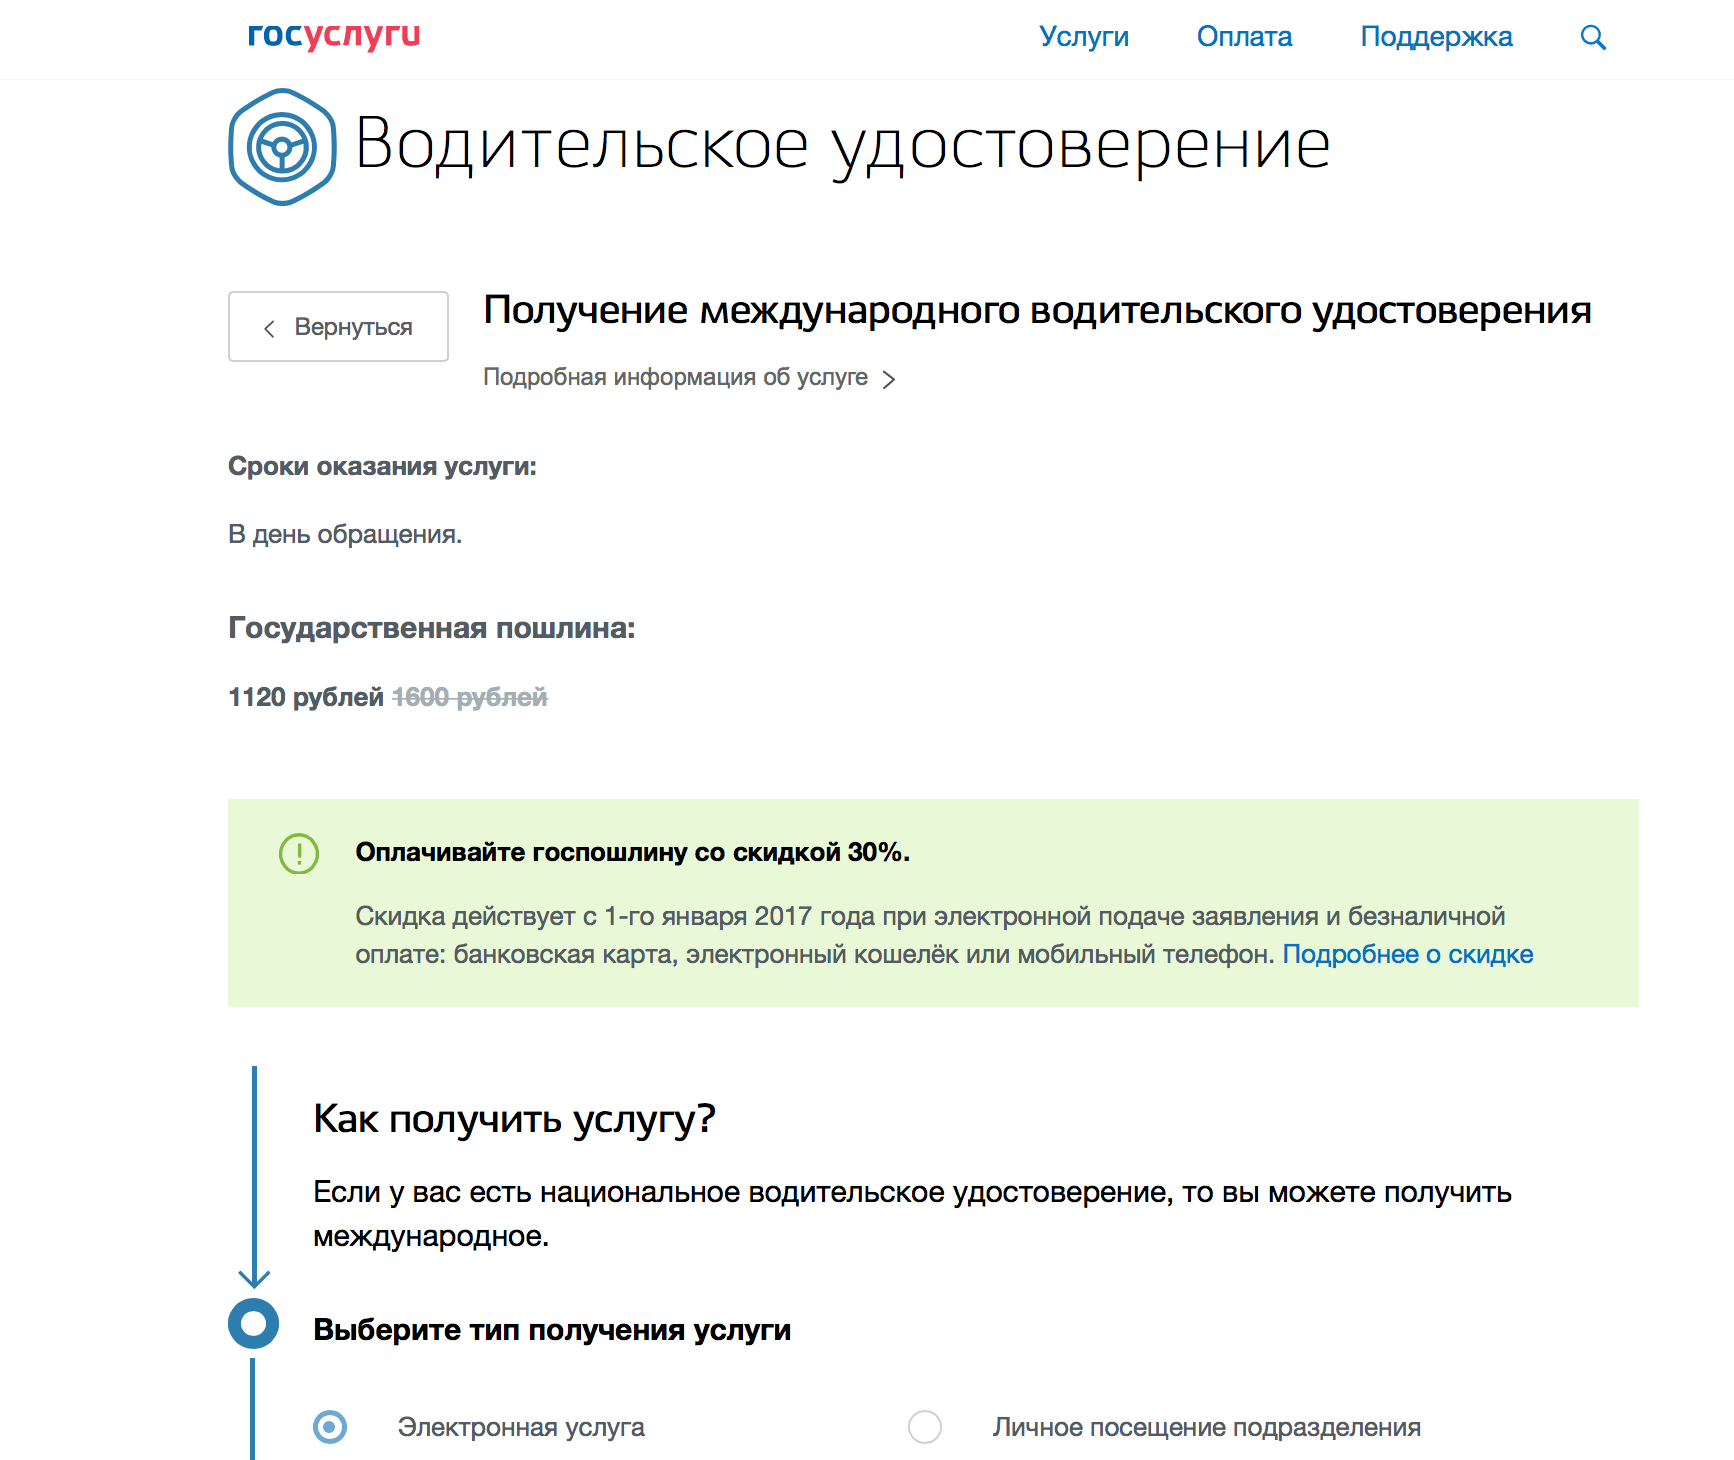 госуслуги
Услуги Оплата Поддержка
Водительское удостоверение
Вернуться
Получение международного водительского удостоверения
Подробная информация об услуге
Сроки оказания услуги:
В день обращения.
Государственная пошлина:
1120 рублей 1600 рублей
Оплачивайте госпошлину со скидкой 30%.
Скидка действует с 1-го января 2017 года при электронной подаче заявления и безналичной
оплате: банковская карта, электронный кошелёк или мобильный телефон. Подробнее о скидке
Как получить услугу?
Если у вас есть национальное водительское удостоверение, то вы можете получить
международное.
Выберите тип получения услуги
Электронная услуга Личное посещение подразделения